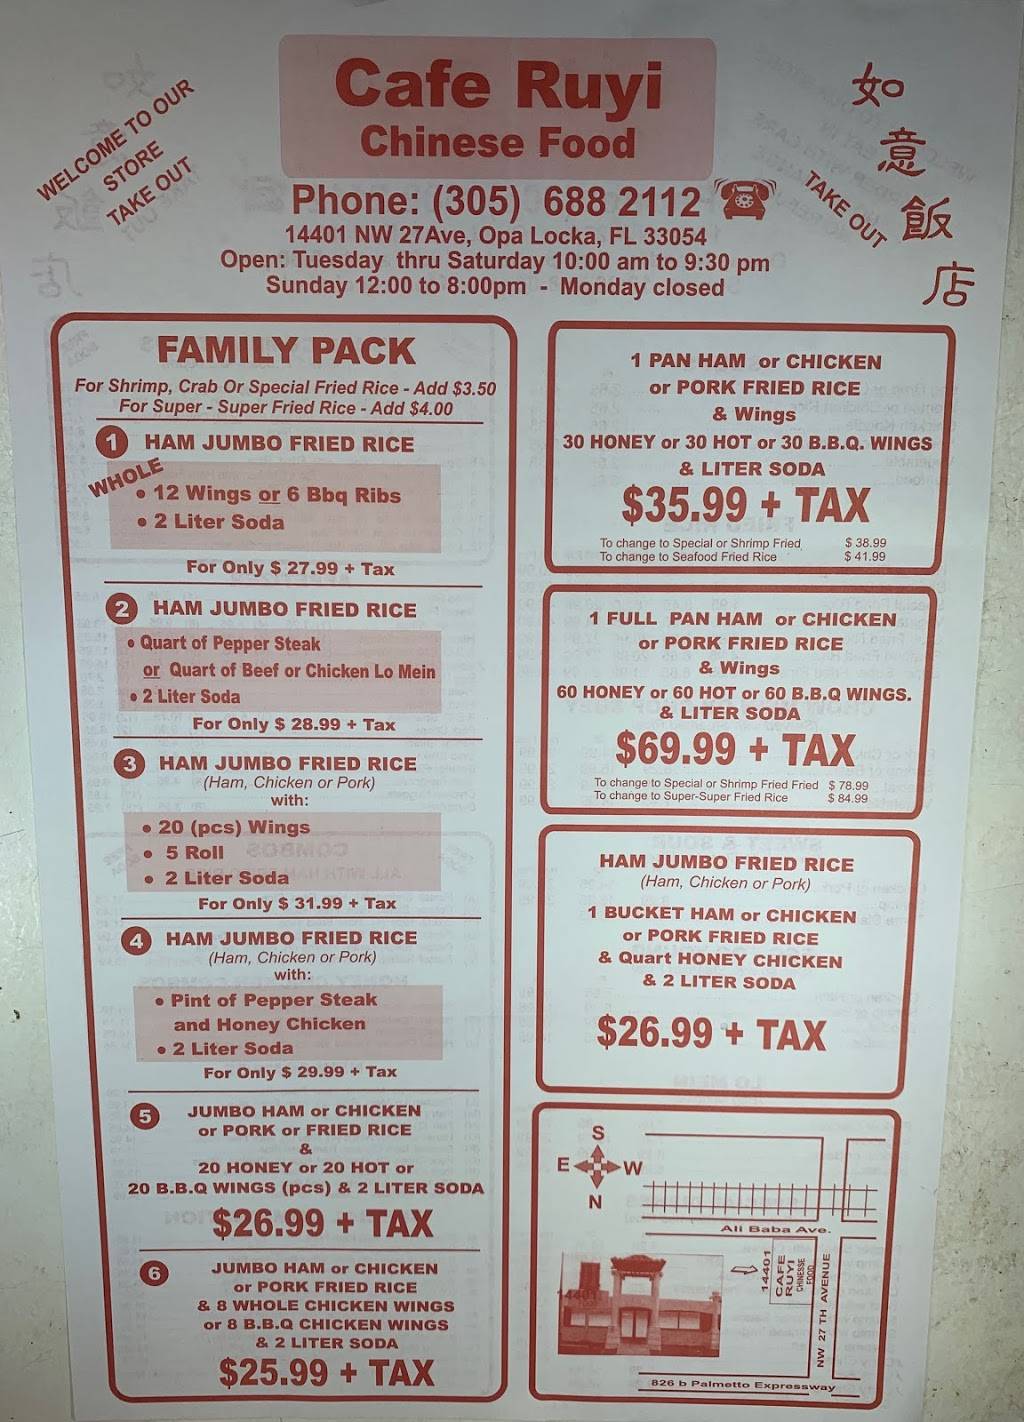 WELCOME TO OUR
STORE
TAKE OUT
Cafe Ruyi
Chinese Food
如意飯店
TAKE OUT
Phone: (305) 688 2112
14401 NW 27Ave, Opa Locka, FL 33054
Open: Tuesday thru Saturday 10:00 am to 9:30 pm
Sunday 12:00 to 8:00pm - Monday closed
FAMILY PACK
For Shrimp, Crab Or Special Fried Rice - Add $3.50
For Super - Super Fried Rice - Add $4.00
1 HAM JUMBO FRIED RICE
WHOLE
• 12 Wings or 6 Bbq Ribs
• 2 Liter Soda
For Only $ 27.99 + Tax
2 HAM JUMBO FRIED RICE
• Quart of Pepper Steak
or Quart of Beef or Chicken Lo Mein
• 2 Liter Soda
For Only $ 28.99 + Tax
3 HAM JUMBO FRIED RICE
(Ham, Chicken or Pork)
with:
• 20 (pcs) Wings
• 5 Roll
• 2 Liter Soda
For Only $ 31.99 + Tax
4 HAM JUMBO FRIED RICE
(Ham, Chicken or Pork)
with:
• Pint of Pepper Steak
and Honey Chicken
• 2 Liter Soda
For Only $ 29.99 + Tax
5 JUMBO HAM or CHICKEN
or PORK or FRIED RICE
&
20 HONEY or 20 HOT or
20 B.B.Q WINGS (pcs) & 2 LITER SODA
$26.99 + TAX
6 JUMBO HAM or CHICKEN
or PORK FRIED RICE
& 8 WHOLE CHICKEN WINGS
or 8 B.B.Q CHICKEN WINGS
& 2 LITER SODA
$25.99 + TAX
1 PAN HAM or CHICKEN
or PORK FRIED RICE
& Wings
30 HONEY or 30 HOT or 30 B.B.Q. WINGS
& LITER SODA
$35.99 + TAX
To change to Special or Shrimp Fried $ 38.99
To change to Seafood Fried Rice $ 41.99
1 FULL PAN HAM or CHICKEN
or PORK FRIED RICE
& Wings
60 HONEY or 60 HOT or 60 B.B.Q WINGS.
& LITER SODA
$69.99 + TAX
To change to Special or Shrimp Fried Fried $ 78.99
To change to Super-Super Fried Rice $ 84.99
HAM JUMBO FRIED RICE
(Ham, Chicken or Pork)
1 BUCKET HAM or CHICKEN
or PORK FRIED RICE
& Quart HONEY CHICKEN
& 2 LITER SODA
$26.99 + TAX
S
E W
N
Ali Baba Ave.
14401
14401
CAFE
RUYI
CHINESSE
FOOD
NW 27 TH AVENUE
826 b Palmetto Expressway